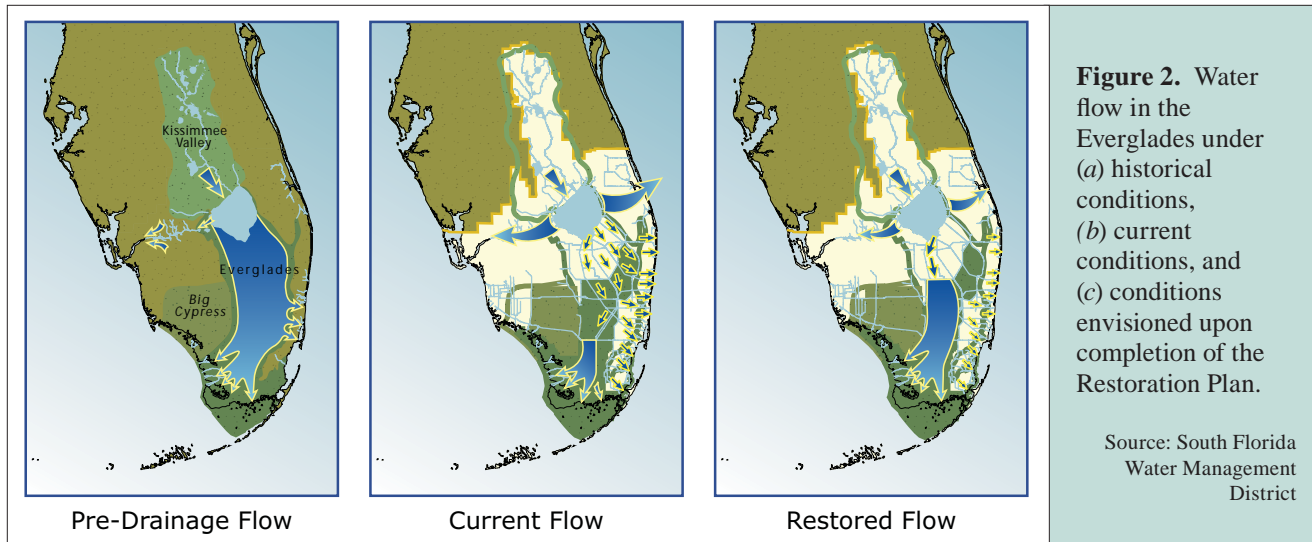 Kissimmee
Valley
Everglades
Big
Cypress
Pre-Drainage Flow
Current Flow
Restored Flow
Figure 2. Water
flow in the
Everglades under
(a) historical
conditions,
(b) current
conditions, and
(c) conditions
envisioned upon
completion of the
Restoration Plan.
Source: South Florida
Water Management
District